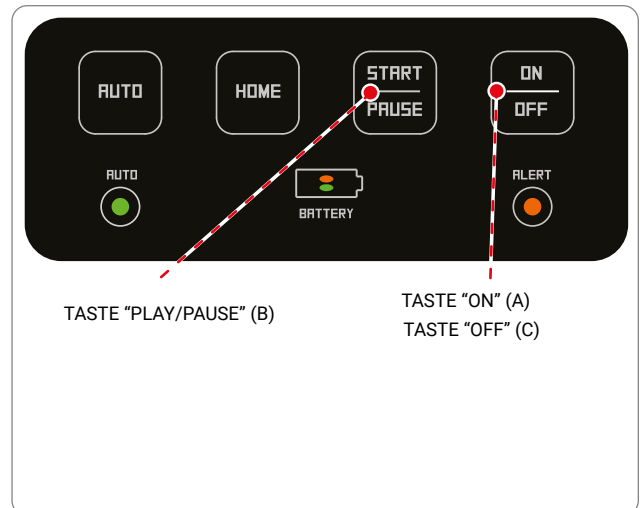 AUTO
HOME
START
PAUSE
ON
OFF
AUTO
BATTERY
ALERT
TASTE “PLAY/PAUSE” (B)
TASTE “ON” (A)
TASTE “OFF” (C)